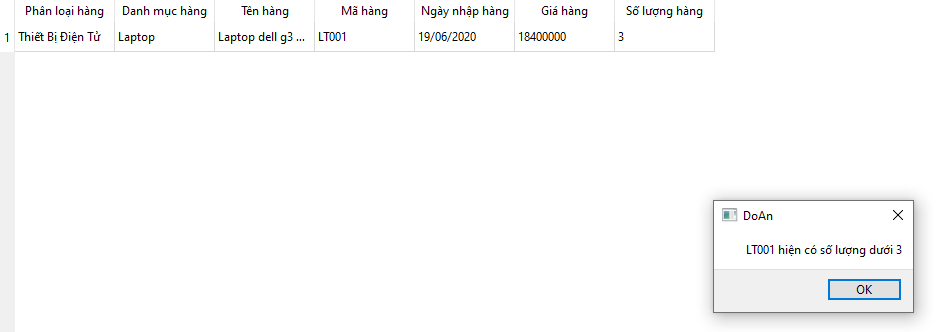 Phân loại hàng Danh mục hàng Tên hàng Mã hàng Ngày nhập hàng Giá hàng Số lượng hàng
1 Thiết Bị Điện Tử Laptop Laptop dell g3 ... LT001 19/06/2020 18400000 3
DoAn
LT001 hiện có số lượng dưới 3
OK